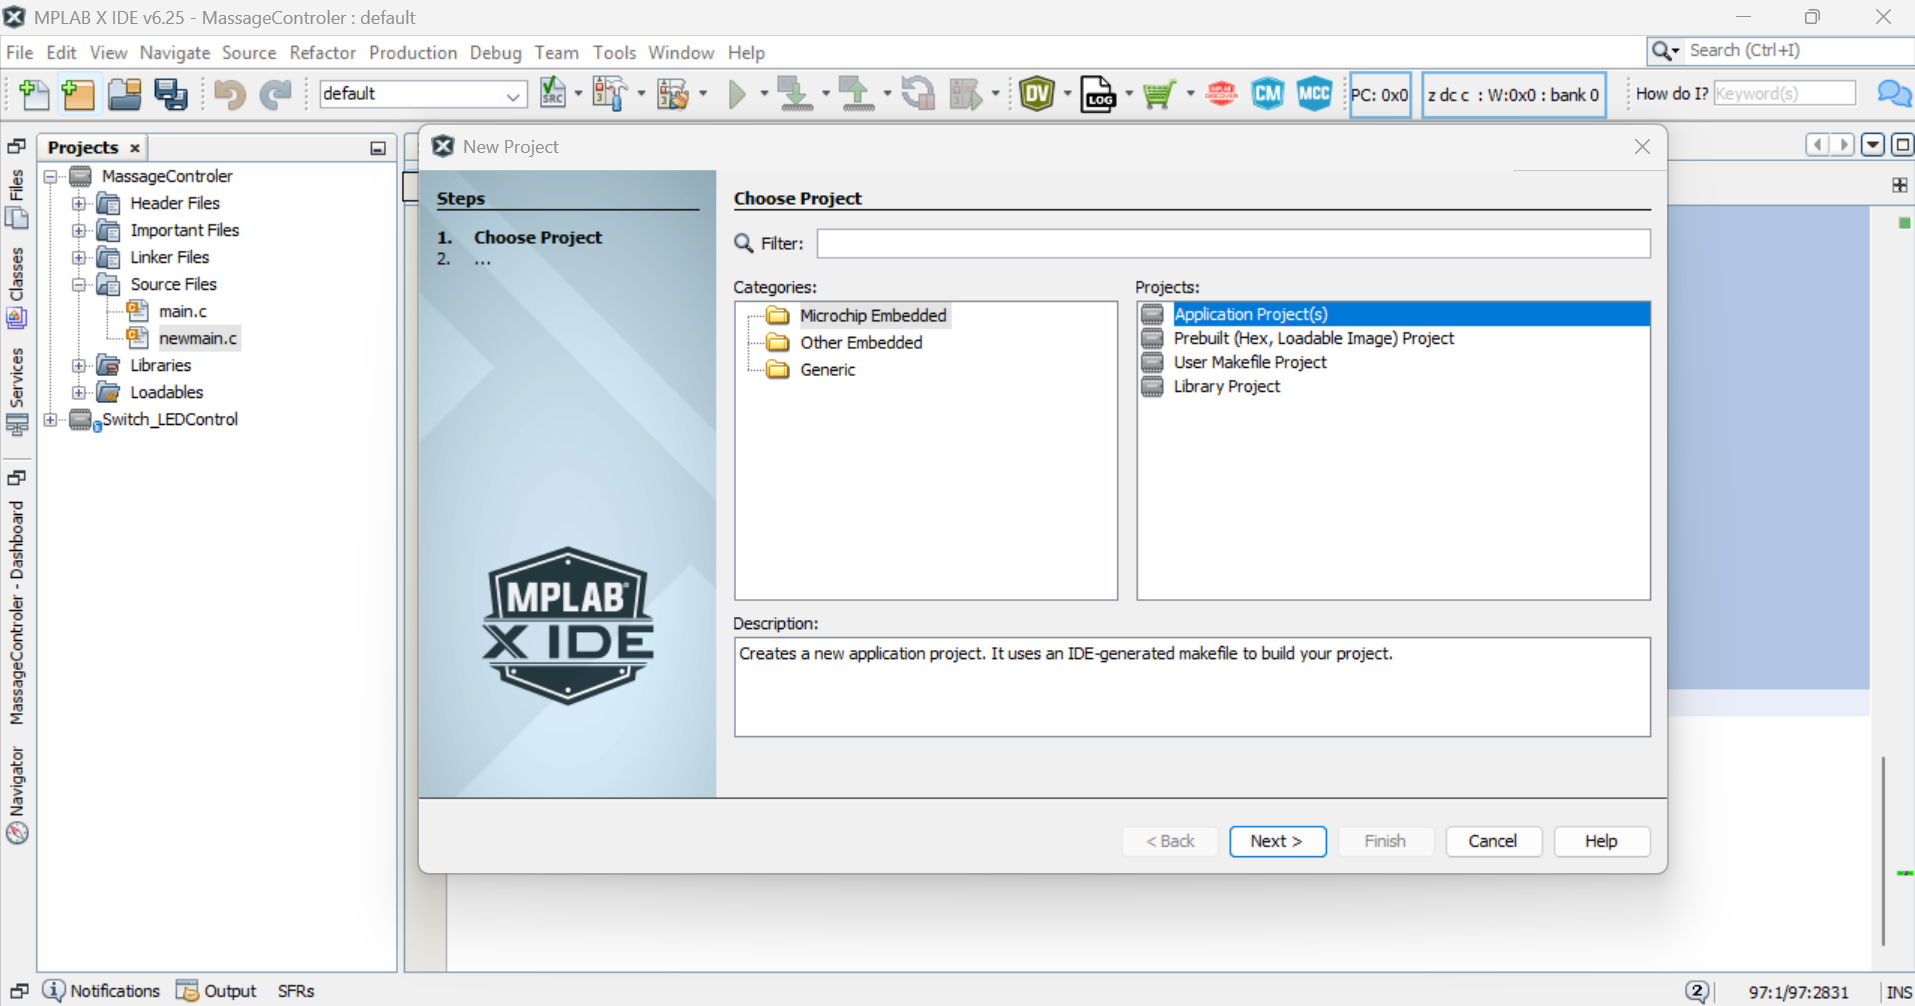 MPLAB X IDE v6.25 - MassageControler : default
File Edit View Navigate Source Refactor Production Debug Team Tools Window Help
Search (Ctrl+I)
default
SRC
DV
LOG
CM
MCC
PC: 0x0
z dc c : W:0x0 : bank 0
How do I? Keyword(s)
Projects
Files
Classes
Services
MassageControler - Dashboard
Navigator
MassageControler
Header Files
Important Files
Linker Files
Source Files
main.c
newmain.c
Libraries
Loadables
Switch_LEDControl
New Project
Steps
1. Choose Project
2. ...
MPLAB®
X IDE
Choose Project
Filter:
Categories:
Microchip Embedded
Other Embedded
Generic
Projects:
Application Project(s)
Prebuilt (Hex, Loadable Image) Project
User Makefile Project
Library Project
Description:
Creates a new application project. It uses an IDE-generated makefile to build your project.
< Back Next > Finish Cancel Help
Notifications Output SFRs
2 97:1/97:2831 INS